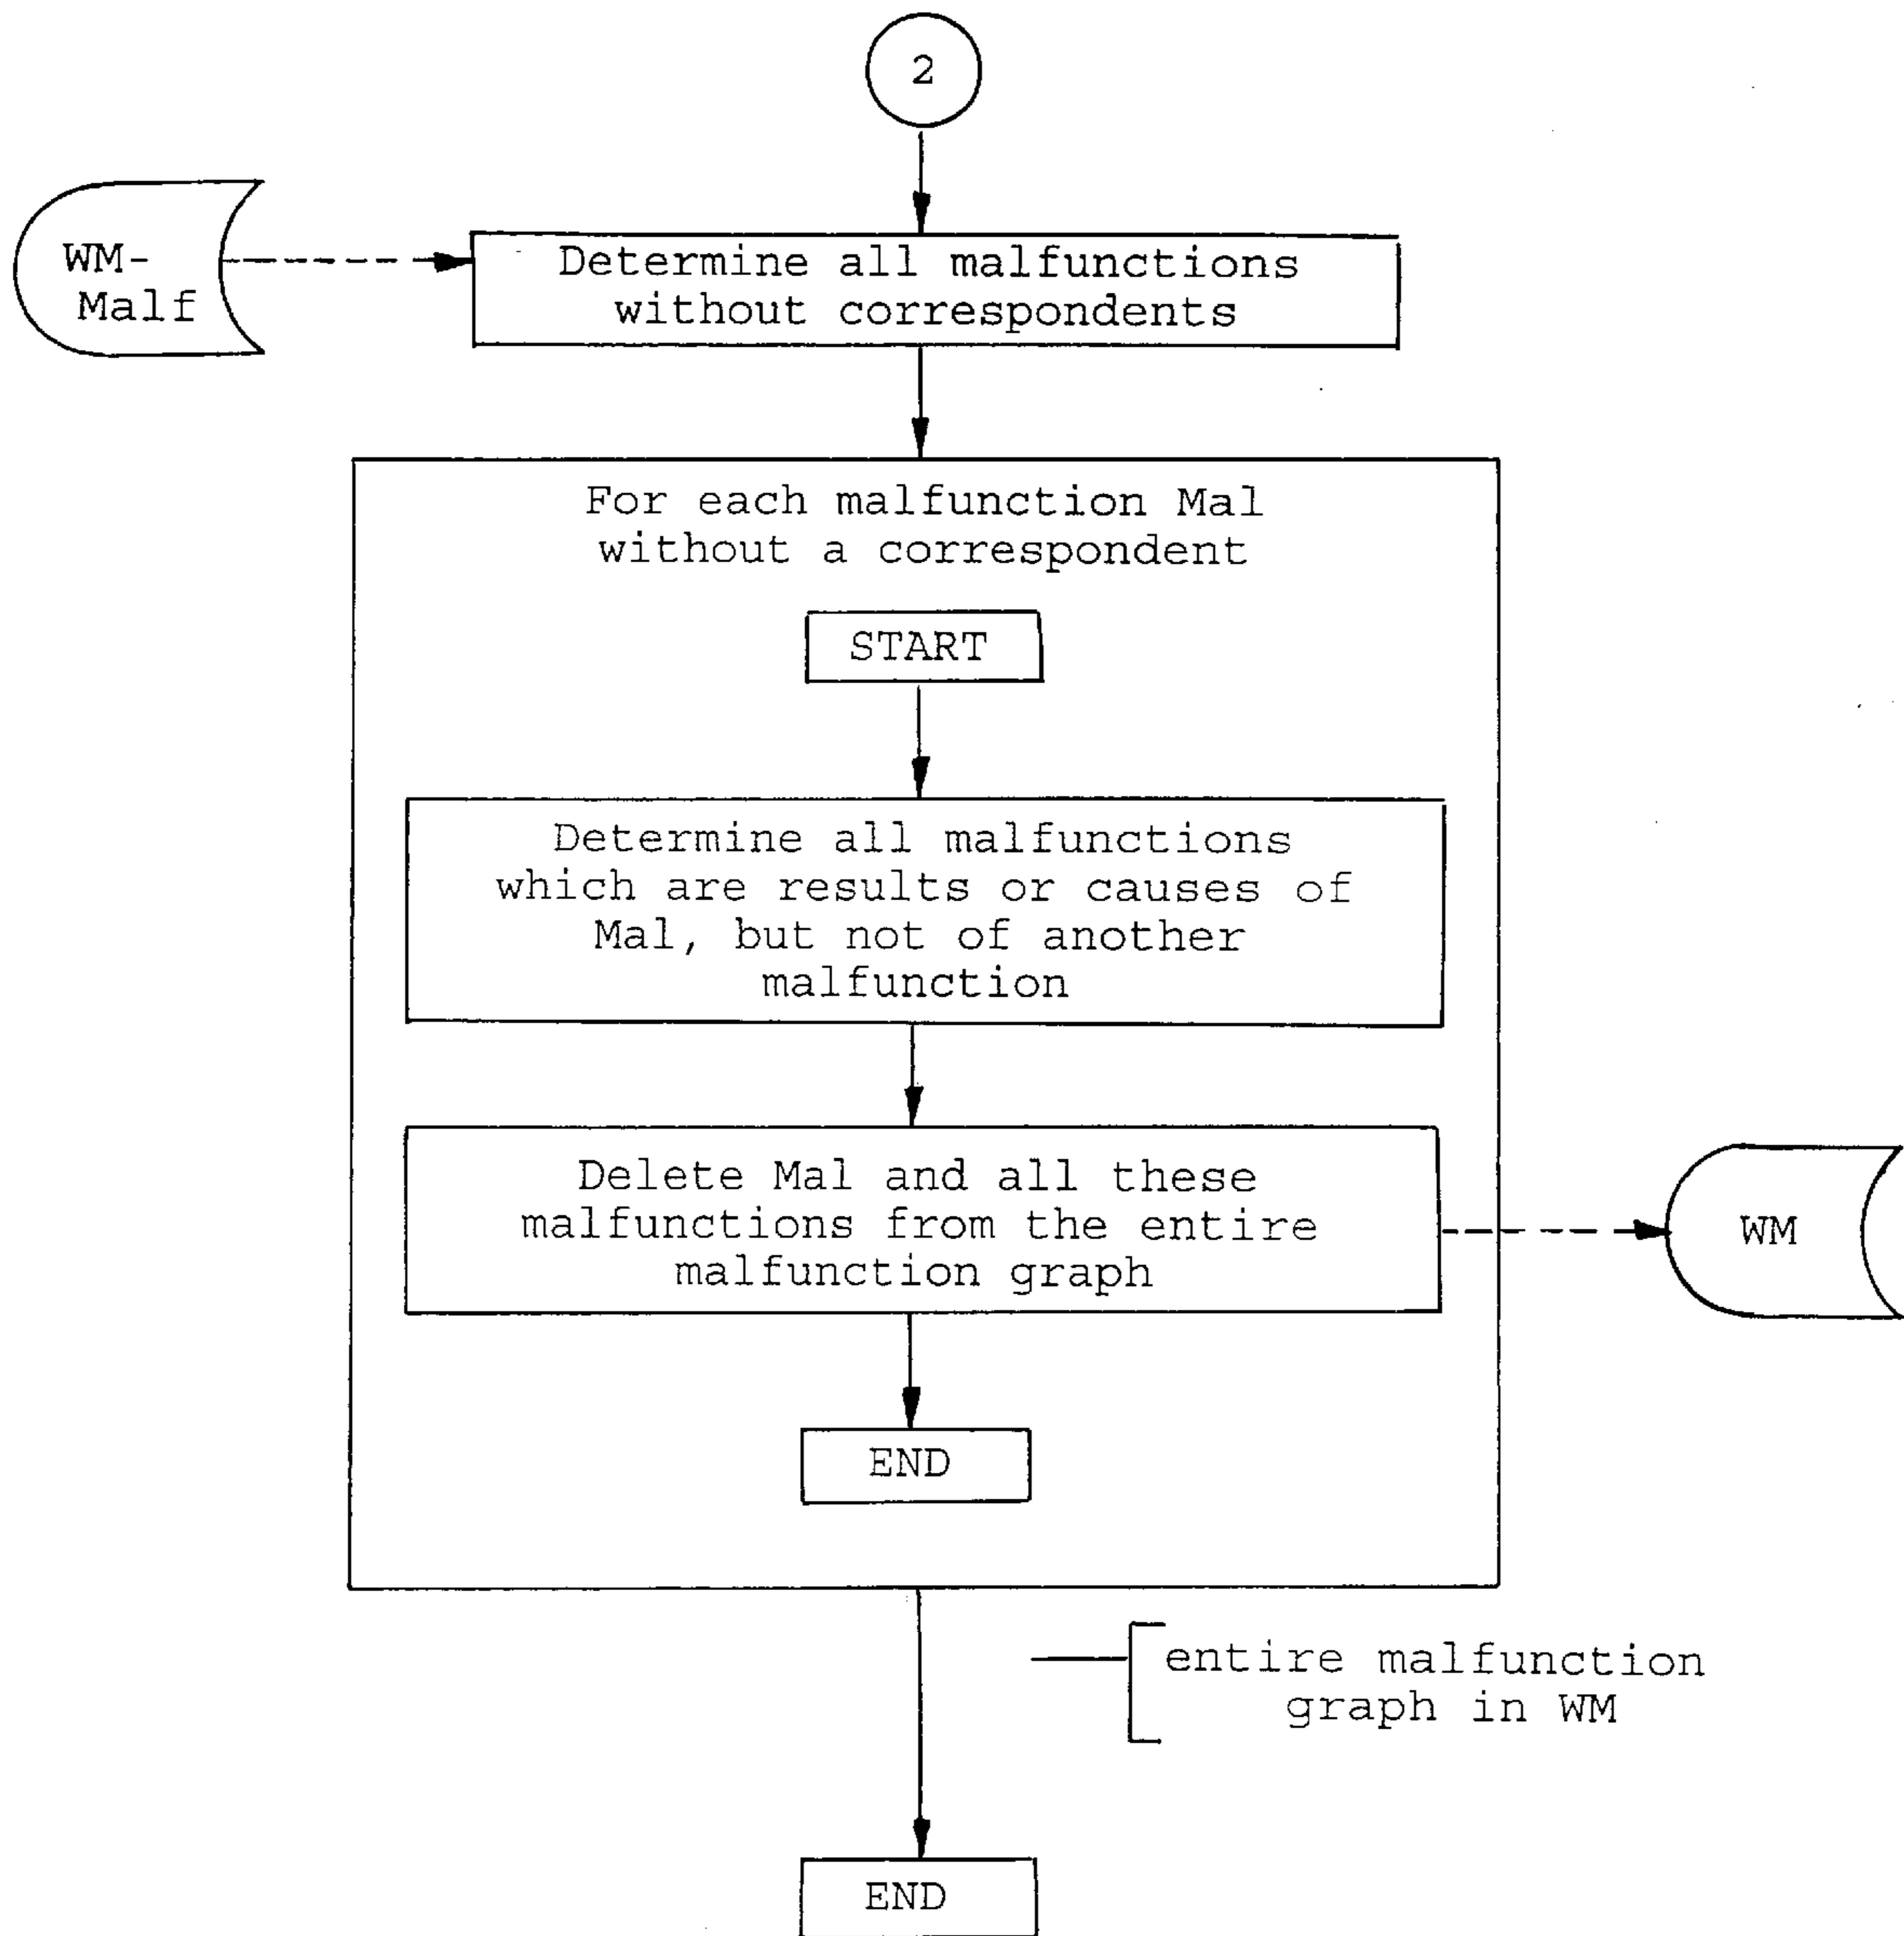 2
WM-
Malf
Determine all malfunctions
without correspondents
For each malfunction Mal
without a correspondent
START
Determine all malfunctions
which are results or causes of
Mal, but not of another
malfunction
Delete Mal and all these
malfunctions from the entire
malfunction graph
WM
END
entire malfunction
graph in WM
END